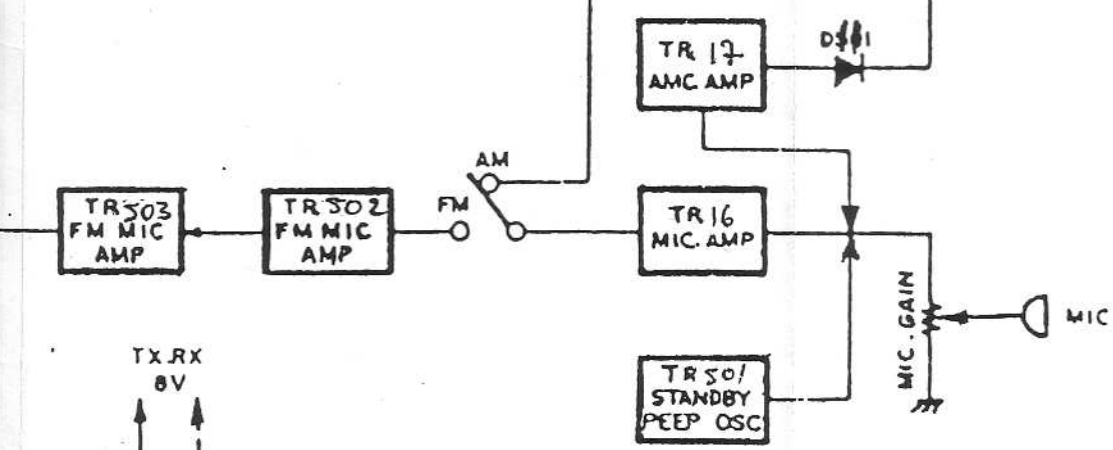 TR 17
AMC AMP
AM
FM
TR503
FM MIC
AMP
TR502
FM MIC
AMP
TR16
MIC. AMP
MIC. GAIN
MIC
TX.RX
8V
TR501
STANDBY
PEEP OSC